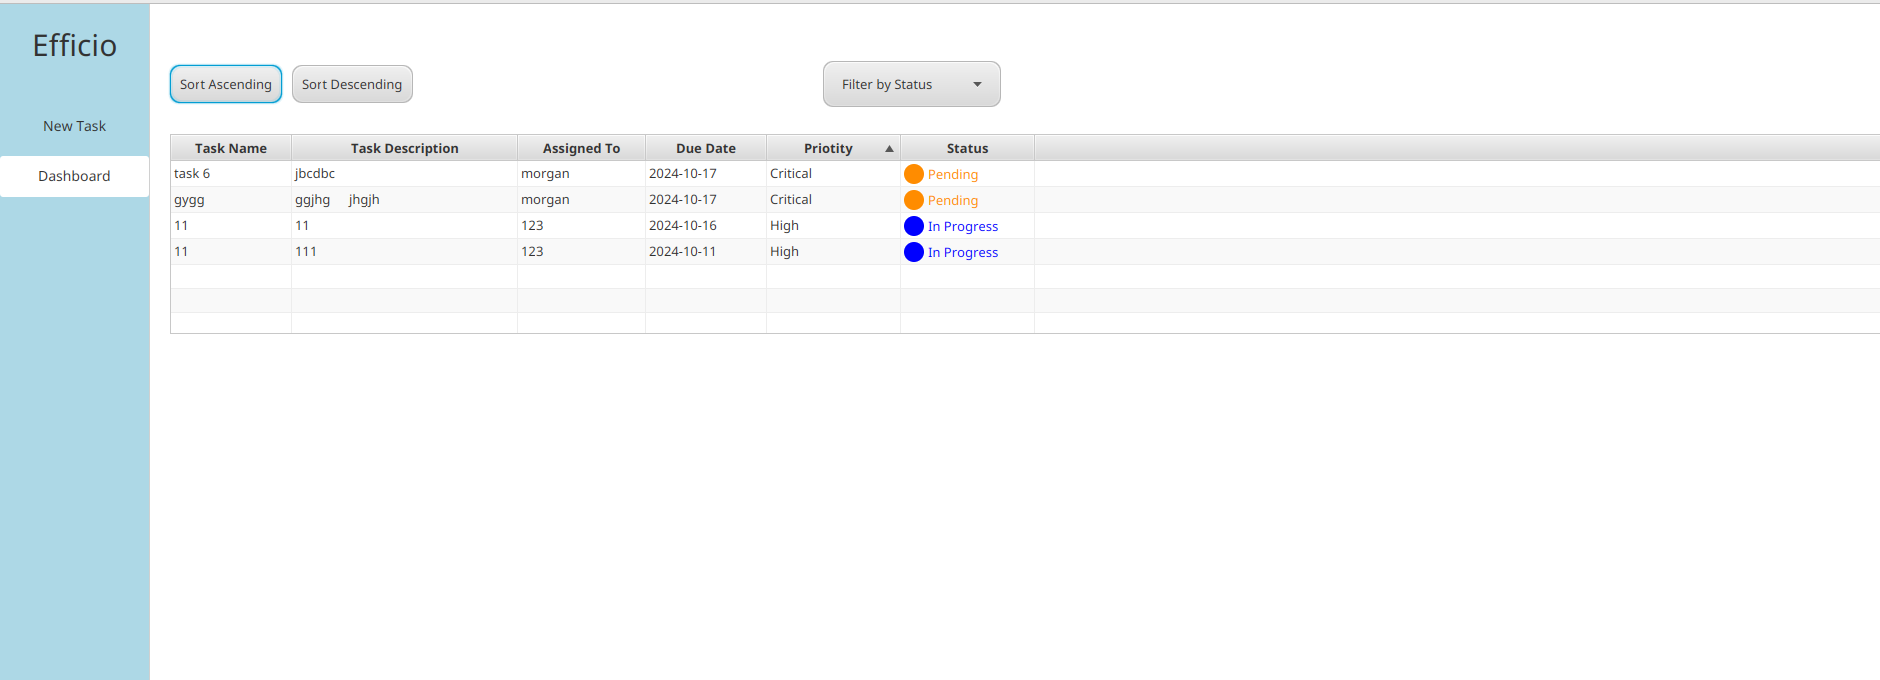 Efficio
New Task
Dashboard
Sort Ascending Sort Descending Filter by Status
Task Name Task Description Assigned To Due Date Priotity Status
task 6 jbcdbc morgan 2024-10-17 Critical Pending
gygg ggjhg jhgjh morgan 2024-10-17 Critical Pending
11 11 123 2024-10-16 High In Progress
11 111 123 2024-10-11 High In Progress